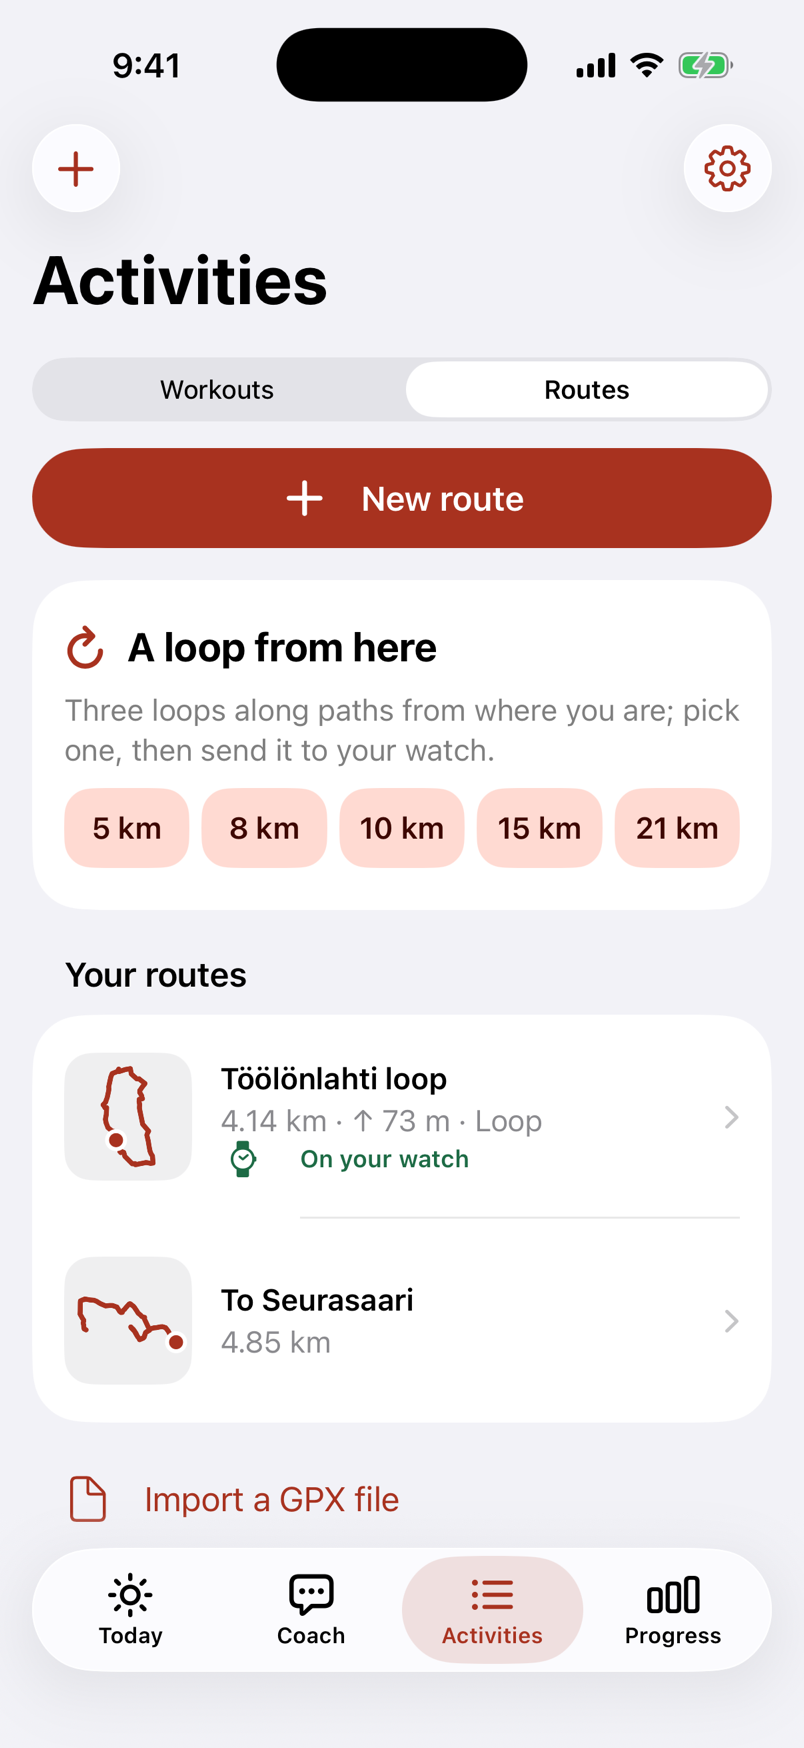 9:41
Activities
Workouts
Routes
New route
A loop from here
Three loops along paths from where you are; pick
one, then send it to your watch.
5 km
8 km
10 km
15 km
21 km
Your routes
Töölönlahti loop
4.14 km · ↑ 73 m · Loop
On your watch
To Seurasaari
4.85 km
Import a GPX file
Today
Coach
Activities
Progress